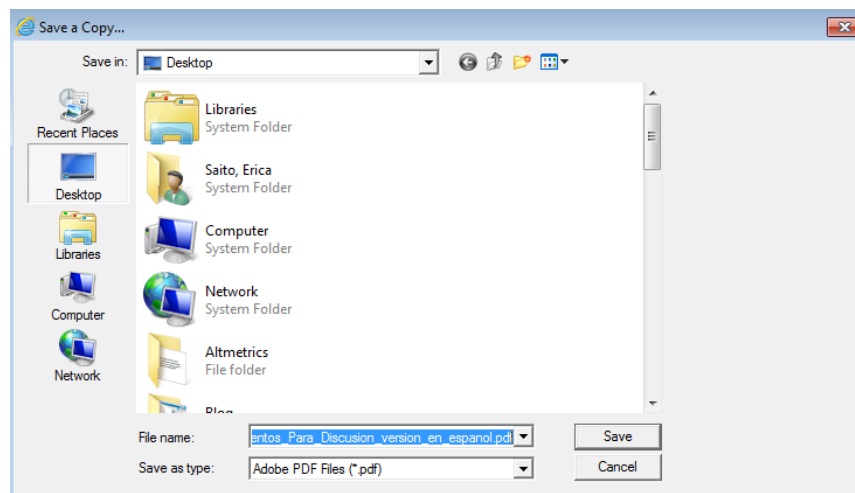 Save a Copy...
Save in: Desktop
Recent Places
Desktop
Libraries
Computer
Network
Libraries
System Folder
Saito, Erica
System Folder
Computer
System Folder
Network
System Folder
Altmetrics
File folder
Blog
File name: entos_Para_Discusion_version_en_espanol.pdf
Save
Save as type: Adobe PDF Files (*.pdf)
Cancel